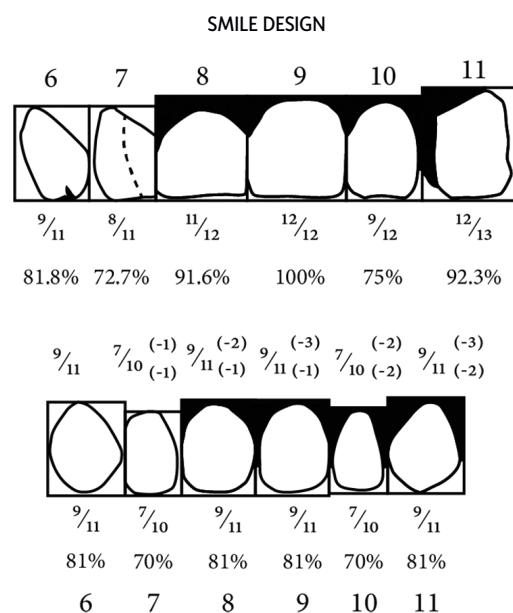 SMILE DESIGN
6 7 8 9 10 11
9/11 8/11 11/12 12/12 9/12 12/13
81.8% 72.7% 91.6% 100% 75% 92.3%
9/11 7/10 (-1) (-1) 9/11 (-2) (-1) 9/11 (-3) (-1) 7/10 (-2) (-2) 9/11 (-3) (-2)
9/11 7/10 9/11 9/11 7/10 9/11
81% 70% 81% 81% 70% 81%
6 7 8 9 10 11